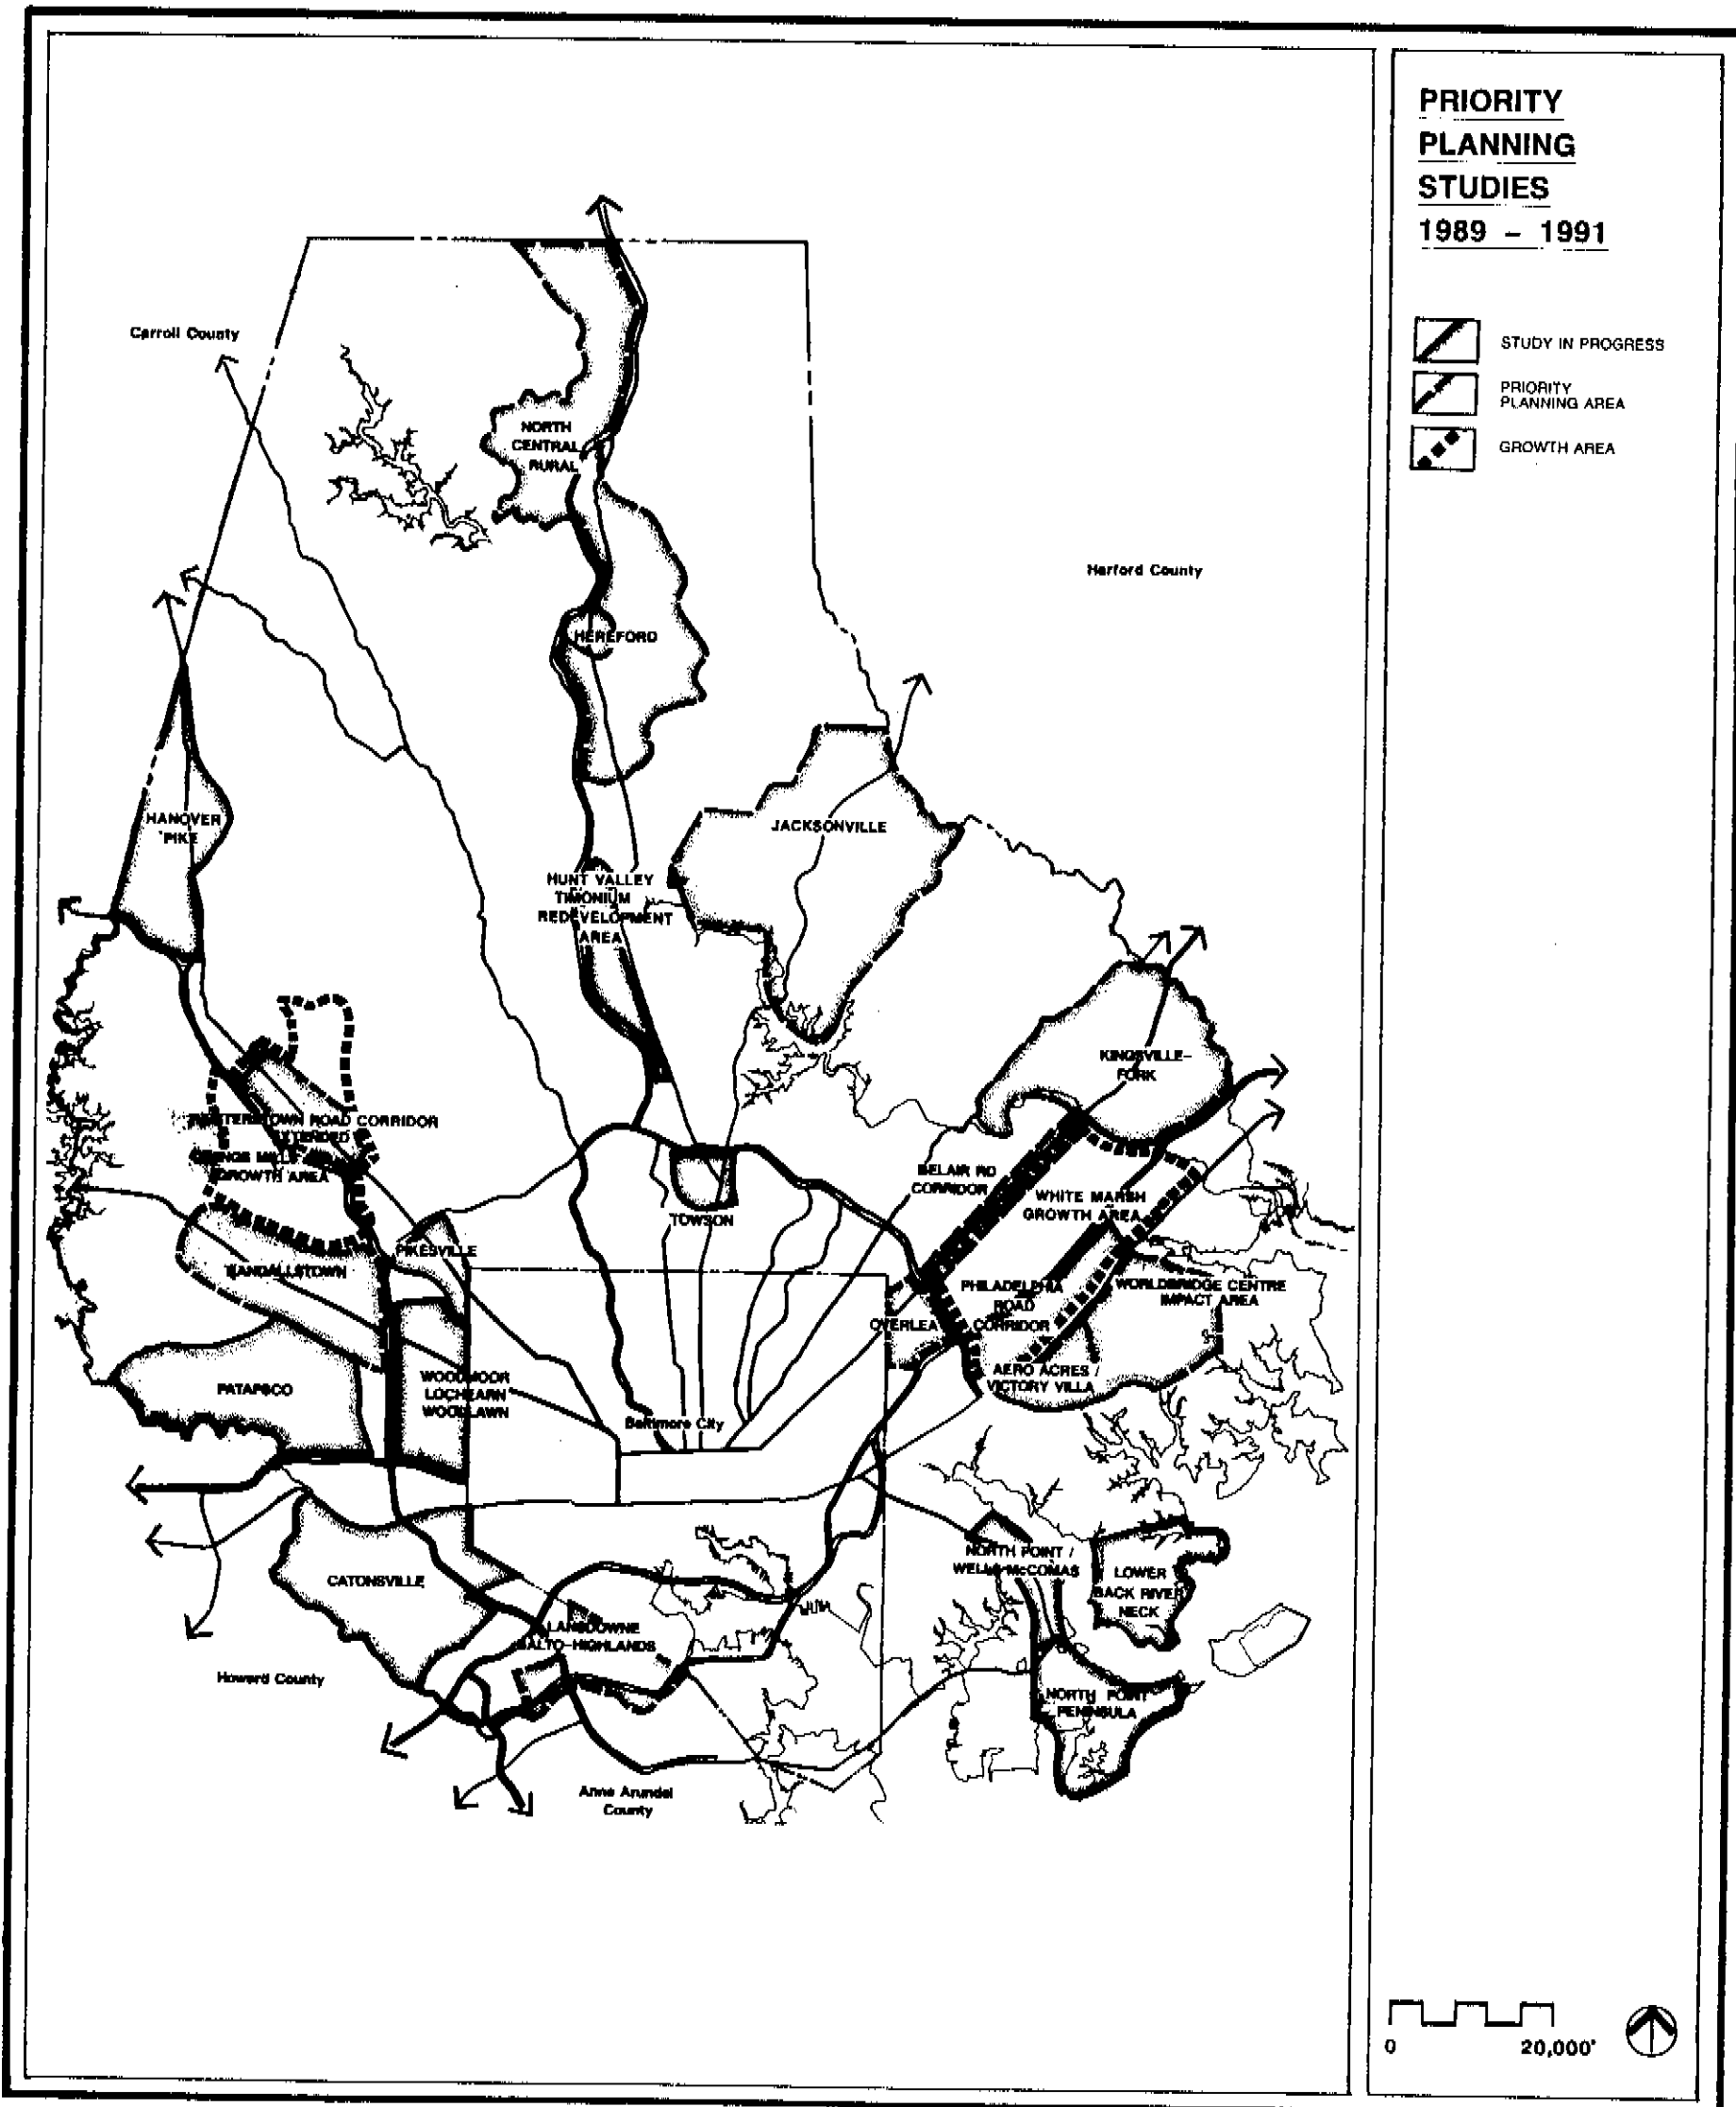 PRIORITY
PLANNING
STUDIES
1989 – 1991
STUDY IN PROGRESS
PRIORITY
PLANNING AREA
GROWTH AREA
Carroll County
NORTH
CENTRAL
RURAL
Harford County
HEREFORD
HANOVER
PIKE
JACKSONVILLE
HUNT VALLEY
TIMONIUM
REDEVELOPMENT
AREA
KINGSVILLE-
FORK
ROAD CORRIDOR
GROWTH AREA
BELAIR RD
CORRIDOR
WHITE MARSH
GROWTH AREA
TOWSON
PIKESVILLE
RANDALLSTOWN
PHILADELPHIA
ROAD
CORRIDOR
WORLDBRIDGE CENTRE
IMPACT AREA
OVERLEA
AERO ACRES /
VICTORY VILLA
PATAPSCO
WOODMOOR
LOCHEARN
WOODLAWN
Baltimore City
NORTH POINT /
WELLS-McCOMAS
LOWER
BACK RIVER
NECK
CATONSVILLE
LANSDOWNE
BALTO-HIGHLANDS
Howard County
NORTH POINT
PENINSULA
Anne Arundel
County
0
20,000'